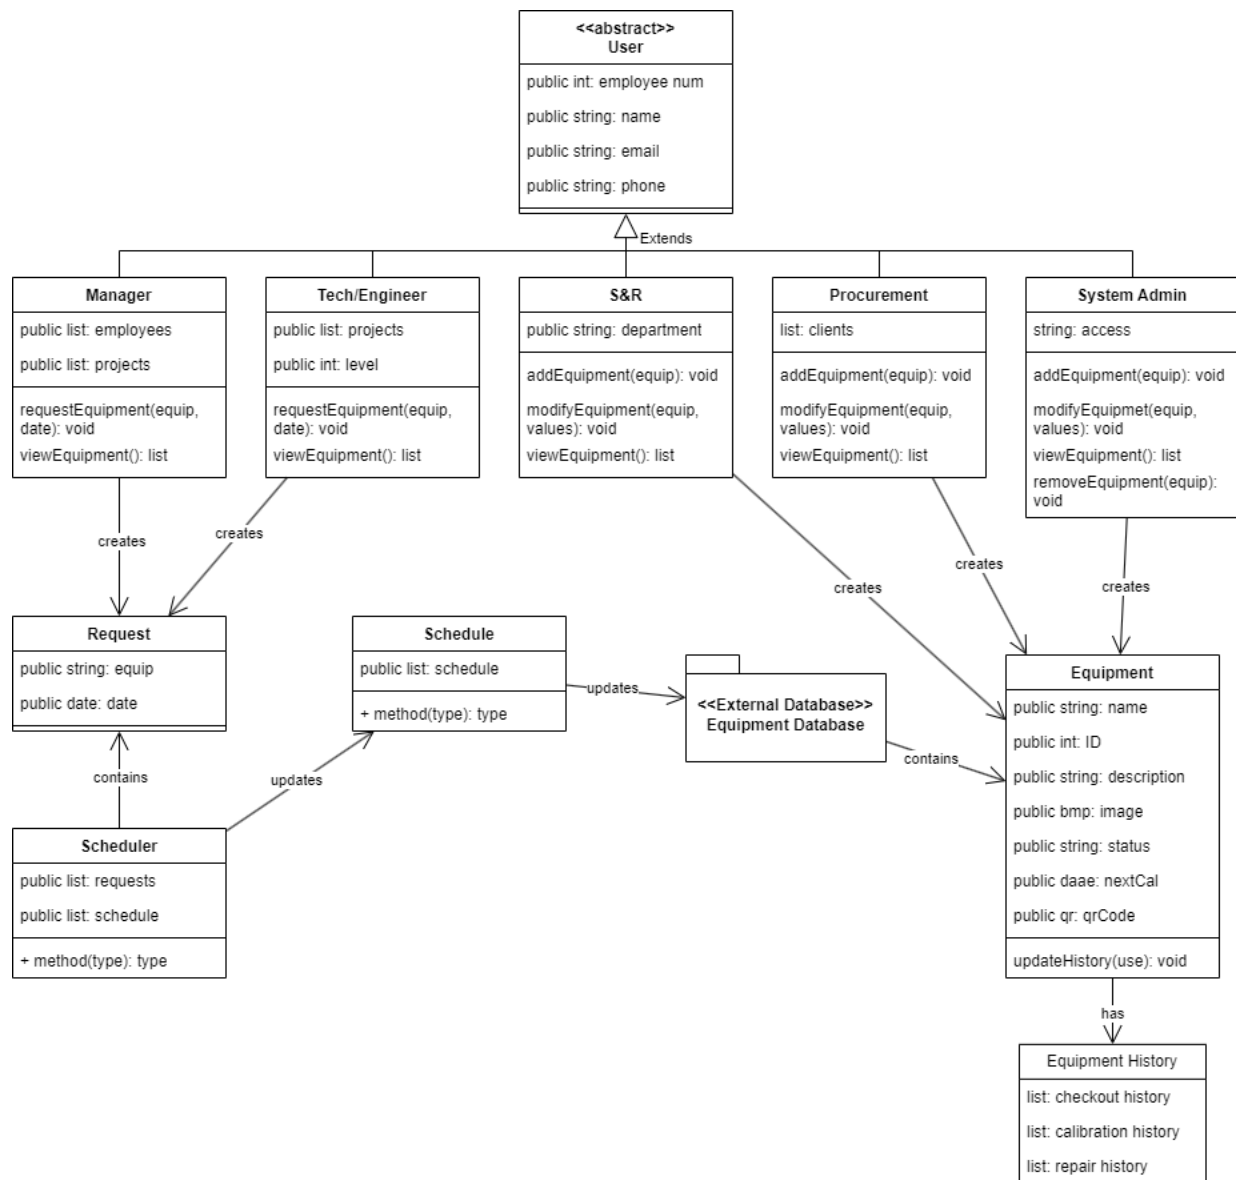 <<abstract>>
User
public int: employee num
public string: name
public string: email
public string: phone
Extends
Manager
public list: employees
public list: projects
requestEquipment(equip,
date): void
viewEquipment(): list
Tech/Engineer
public list: projects
public int: level
requestEquipment(equip,
date): void
viewEquipment(): list
S&R
public string: department
addEquipment(equip): void
modifyEquipment(equip,
values): void
viewEquipment(): list
Procurement
list: clients
addEquipment(equip): void
modifyEquipment(equip,
values): void
viewEquipment(): list
System Admin
string: access
addEquipment(equip): void
modifyEquipmet(equip,
values): void
viewEquipment(): list
removeEquipment(equip):
void
creates
creates
creates
creates
creates
Request
public string: equip
public date: date
Schedule
public list: schedule
+ method(type): type
updates
<<External Database>>
Equipment Database
contains
Equipment
public string: name
public int: ID
public string: description
public bmp: image
public string: status
public daae: nextCal
public qr: qrCode
updateHistory(use): void
contains
updates
Scheduler
public list: requests
public list: schedule
+ method(type): type
has
Equipment History
list: checkout history
list: calibration history
list: repair history